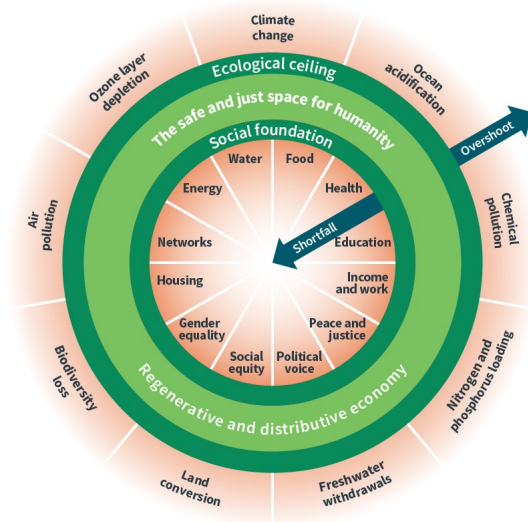 Climate
change
Ocean
acidification
Chemical
pollution
Nitrogen and
phosphorus loading
Freshwater
withdrawals
Land
conversion
Biodiversity
loss
Air
pollution
Ozone layer
depletion
Overshoot
Ecological ceiling
The safe and just space for humanity
Social foundation
Water
Food
Health
Education
Income
and work
Peace and
justice
Political
voice
Social
equity
Gender
equality
Housing
Networks
Energy
Shortfall
Regenerative and distributive economy